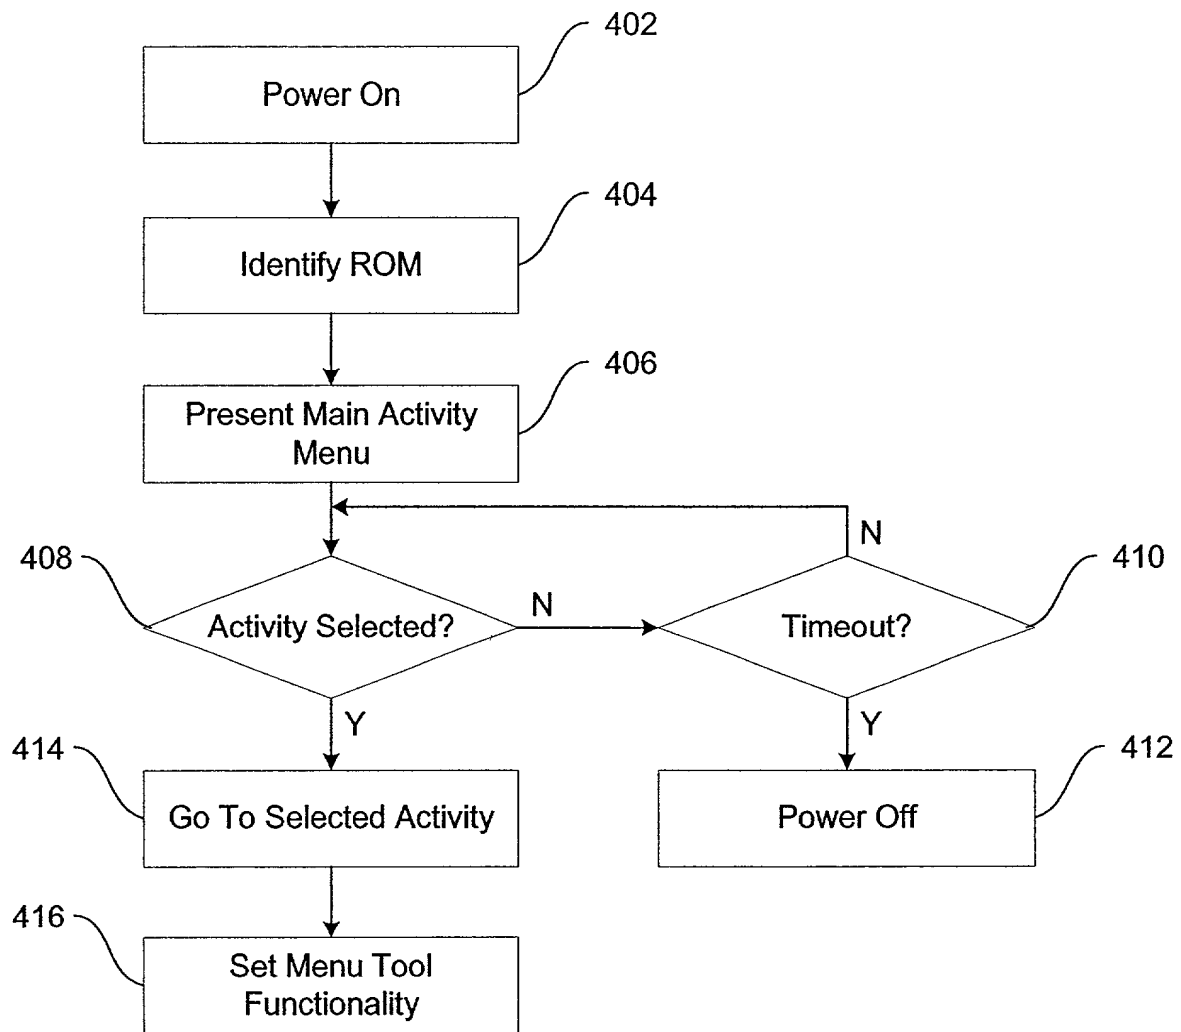 402
Power On
404
Identify ROM
406
Present Main Activity
Menu
N
408
410
Activity Selected?
N
Timeout?
Y
Y
414
412
Go To Selected Activity
Power Off
416
Set Menu Tool
Functionality